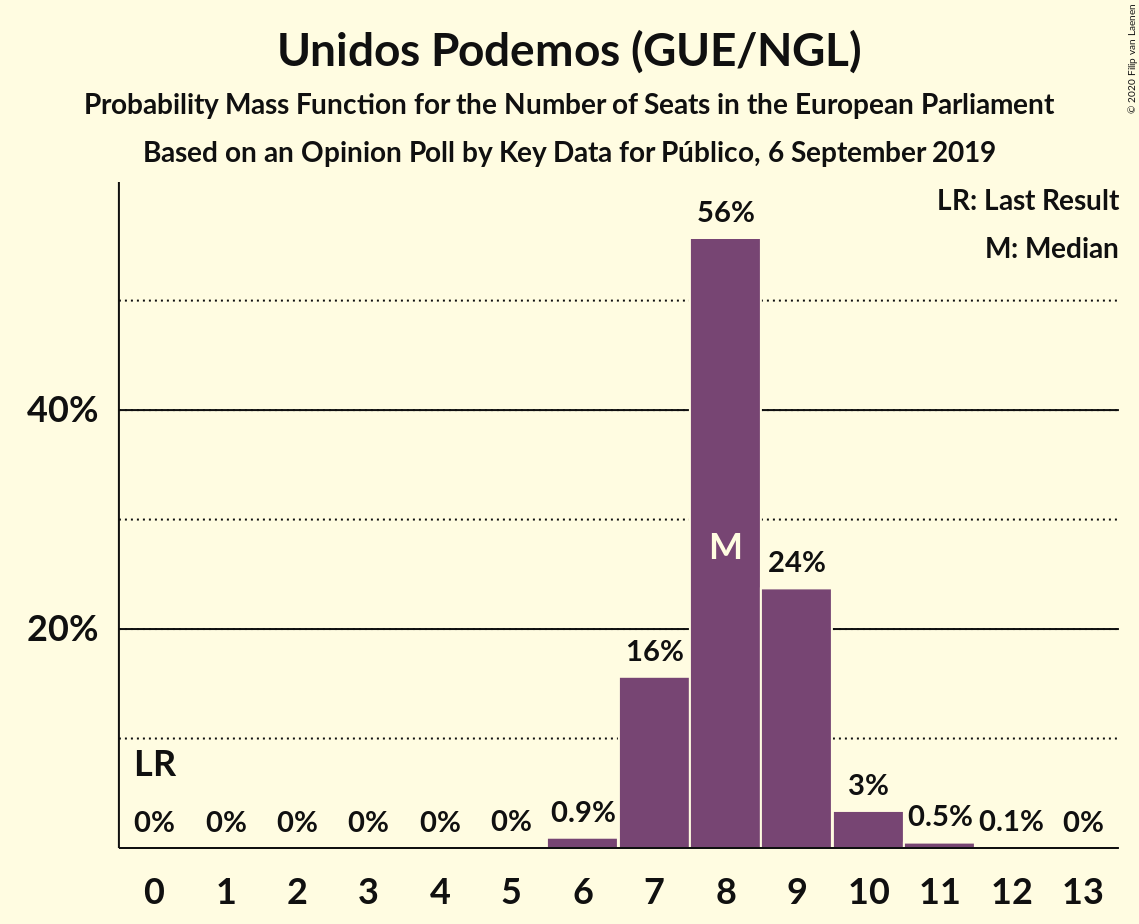 Unidos Podemos (GUE/NGL)
Probability Mass Function for the Number of Seats in the European Parliament
Based on an Opinion Poll by Key Data for Público, 6 September 2019
© 2020 Filip van Laenen
LR: Last Result
M: Median
56%
40%
M
24%
20%
16%
LR
3%
0% 0% 0% 0% 0% 0% 0.9% 0.5% 0.1% 0%
0 1 2 3 4 5 6 7 8 9 10 11 12 13